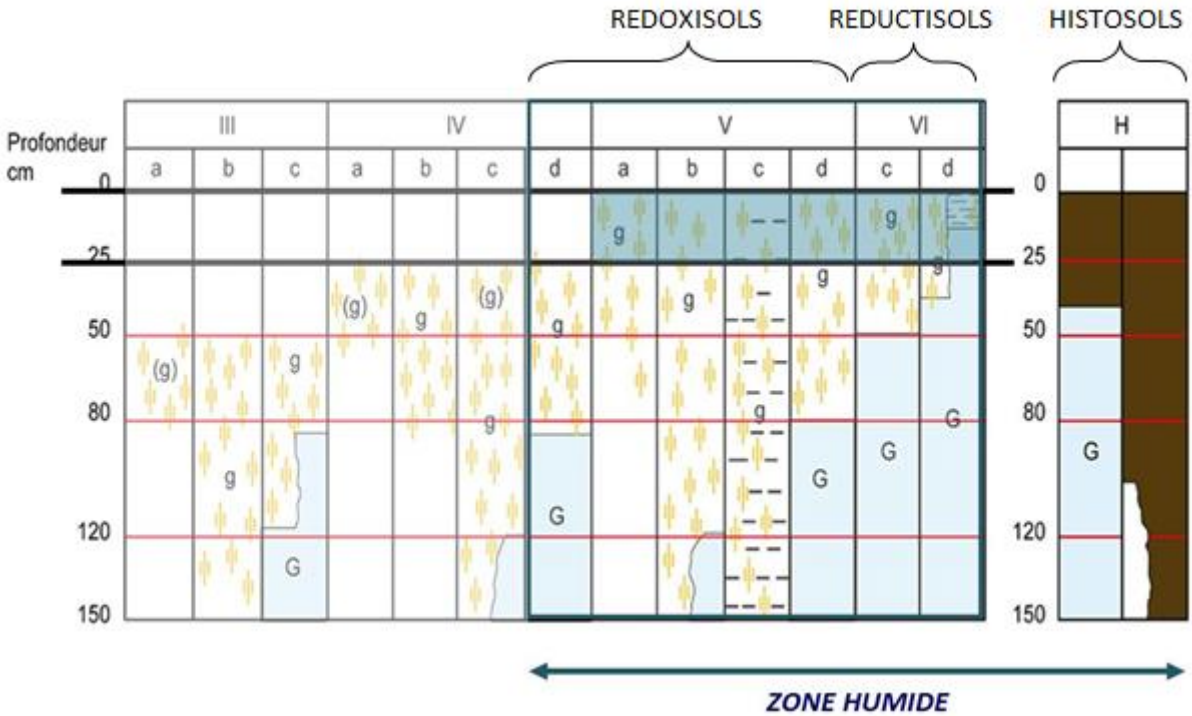 REDOXISOLS REDUCTISOLS HISTOSOLS
III IV V VI H
Profondeur
cm
a b c a b c d a b c d c d
0 0
g g g
25 25
(g) g (g) g g g
50 g 50
(g) g
80 g g G 80
g G G G
G G
120 120
G
150 150
ZONE HUMIDE